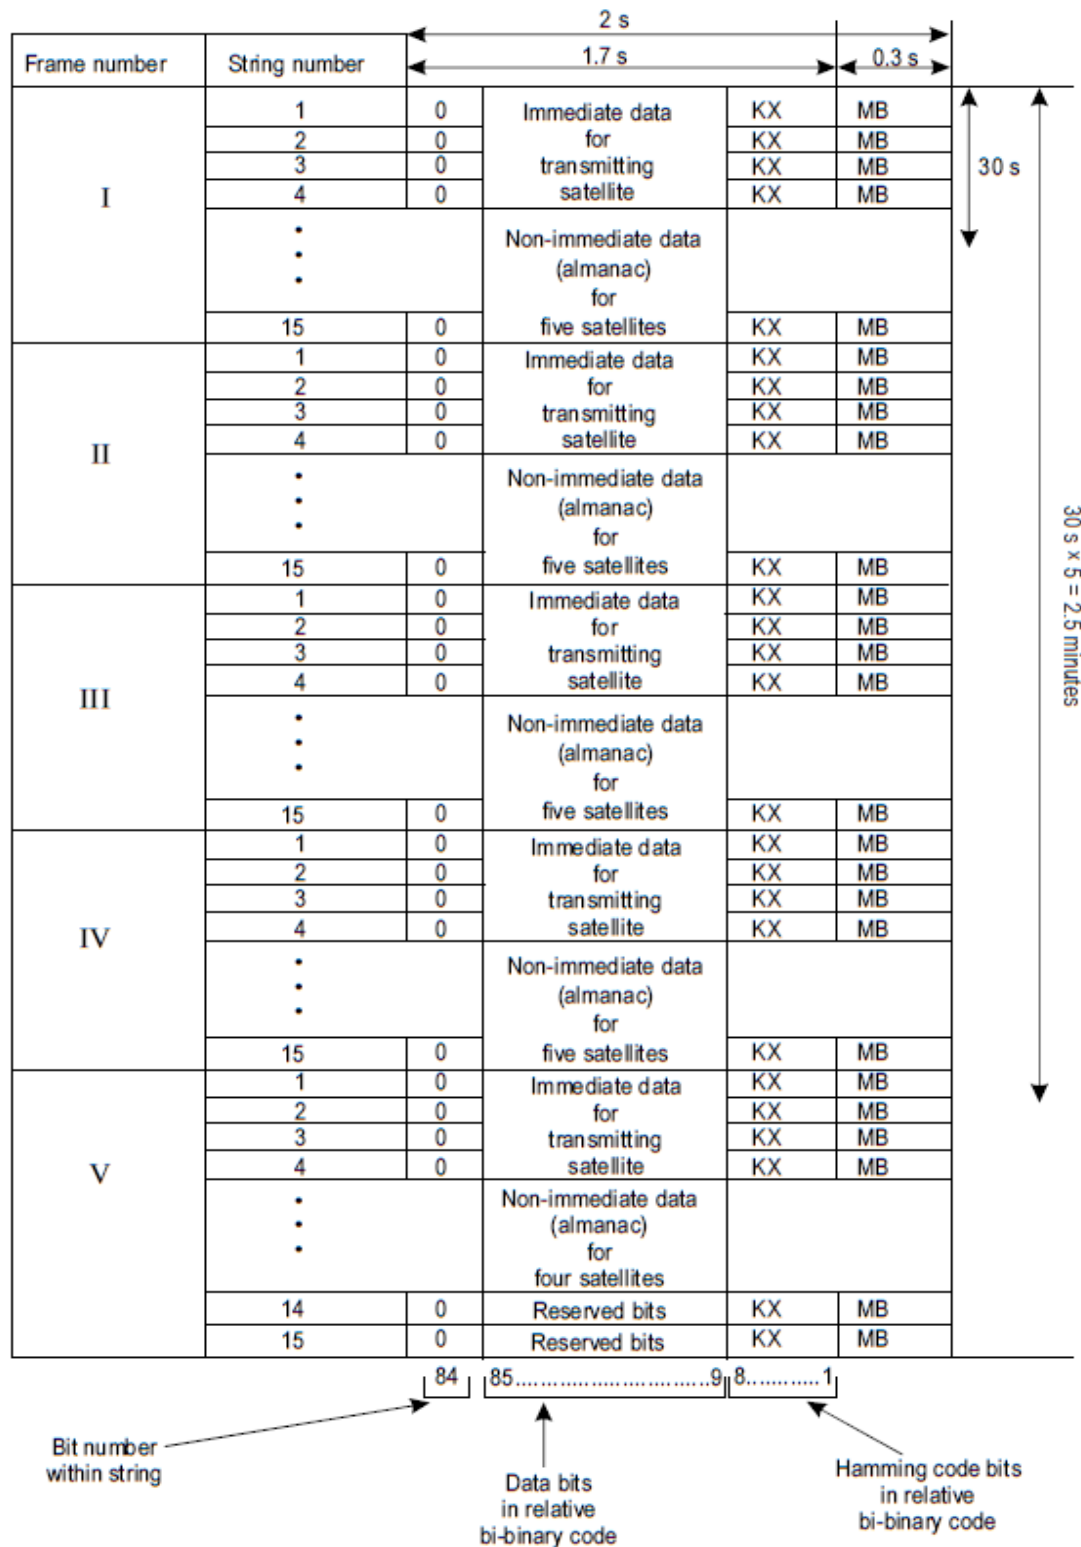 2 s
Frame number String number 1.7 s 0.3 s
I
1 0 Immediate data KX MB
2 0 for KX MB
3 0 transmitting KX MB
4 0 satellite KX MB
30 s
Non-immediate data
(almanac)
for
15 0 five satellites KX MB
II
1 0 Immediate data KX MB
2 0 for KX MB
3 0 transmitting KX MB
4 0 satellite KX MB
Non-immediate data
(almanac)
for
15 0 five satellites KX MB
III
1 0 Immediate data KX MB
2 0 for KX MB
3 0 transmitting KX MB
4 0 satellite KX MB
Non-immediate data
(almanac)
for
15 0 five satellites KX MB
30 s x 5 = 2.5 minutes
IV
1 0 Immediate data KX MB
2 0 for KX MB
3 0 transmitting KX MB
4 0 satellite KX MB
Non-immediate data
(almanac)
for
15 0 five satellites KX MB
V
1 0 Immediate data KX MB
2 0 for KX MB
3 0 transmitting KX MB
4 0 satellite KX MB
Non-immediate data
(almanac)
for
four satellites
14 0 Reserved bits KX MB
15 0 Reserved bits KX MB
84 85..............................9 8...........1
Bit number
within string
Data bits
in relative
bi-binary code
Hamming code bits
in relative
bi-binary code